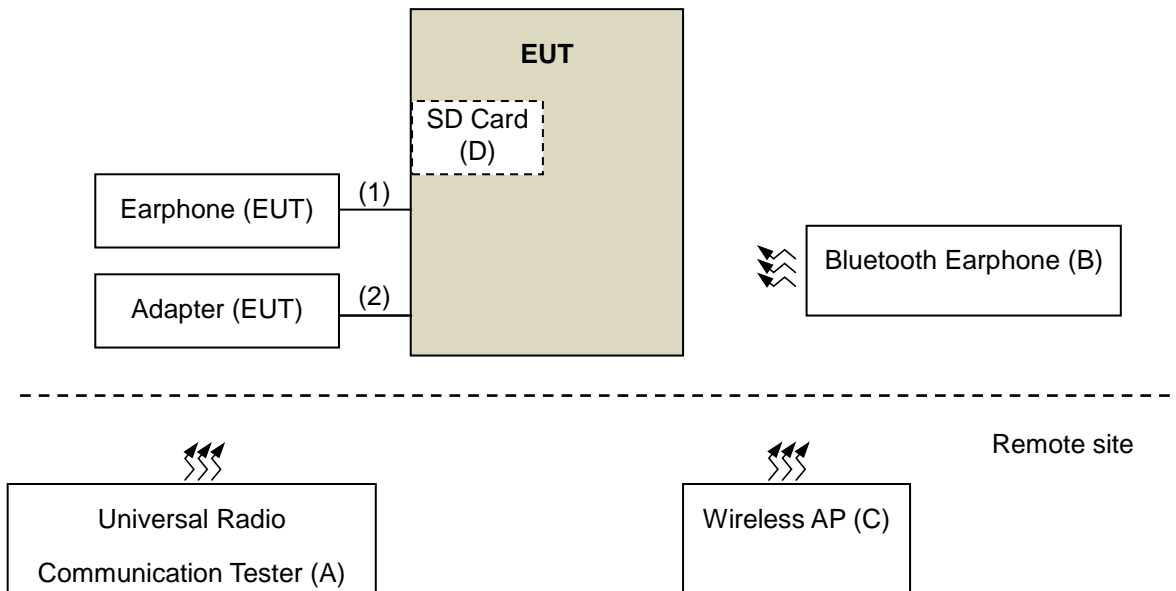 EUT
SD Card
(D)
(1)
Earphone (EUT)
Bluetooth Earphone (B)
(2)
Adapter (EUT)
Remote site
Universal Radio
Communication Tester (A)
Wireless AP (C)